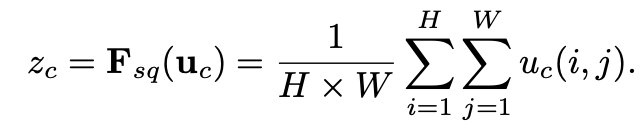 z_c = \mathbf{F}_{sq}(\mathbf{u}_c) = \frac{1}{H \times W} \sum_{i=1}^{H} \sum_{j=1}^{W} u_c(i, j).